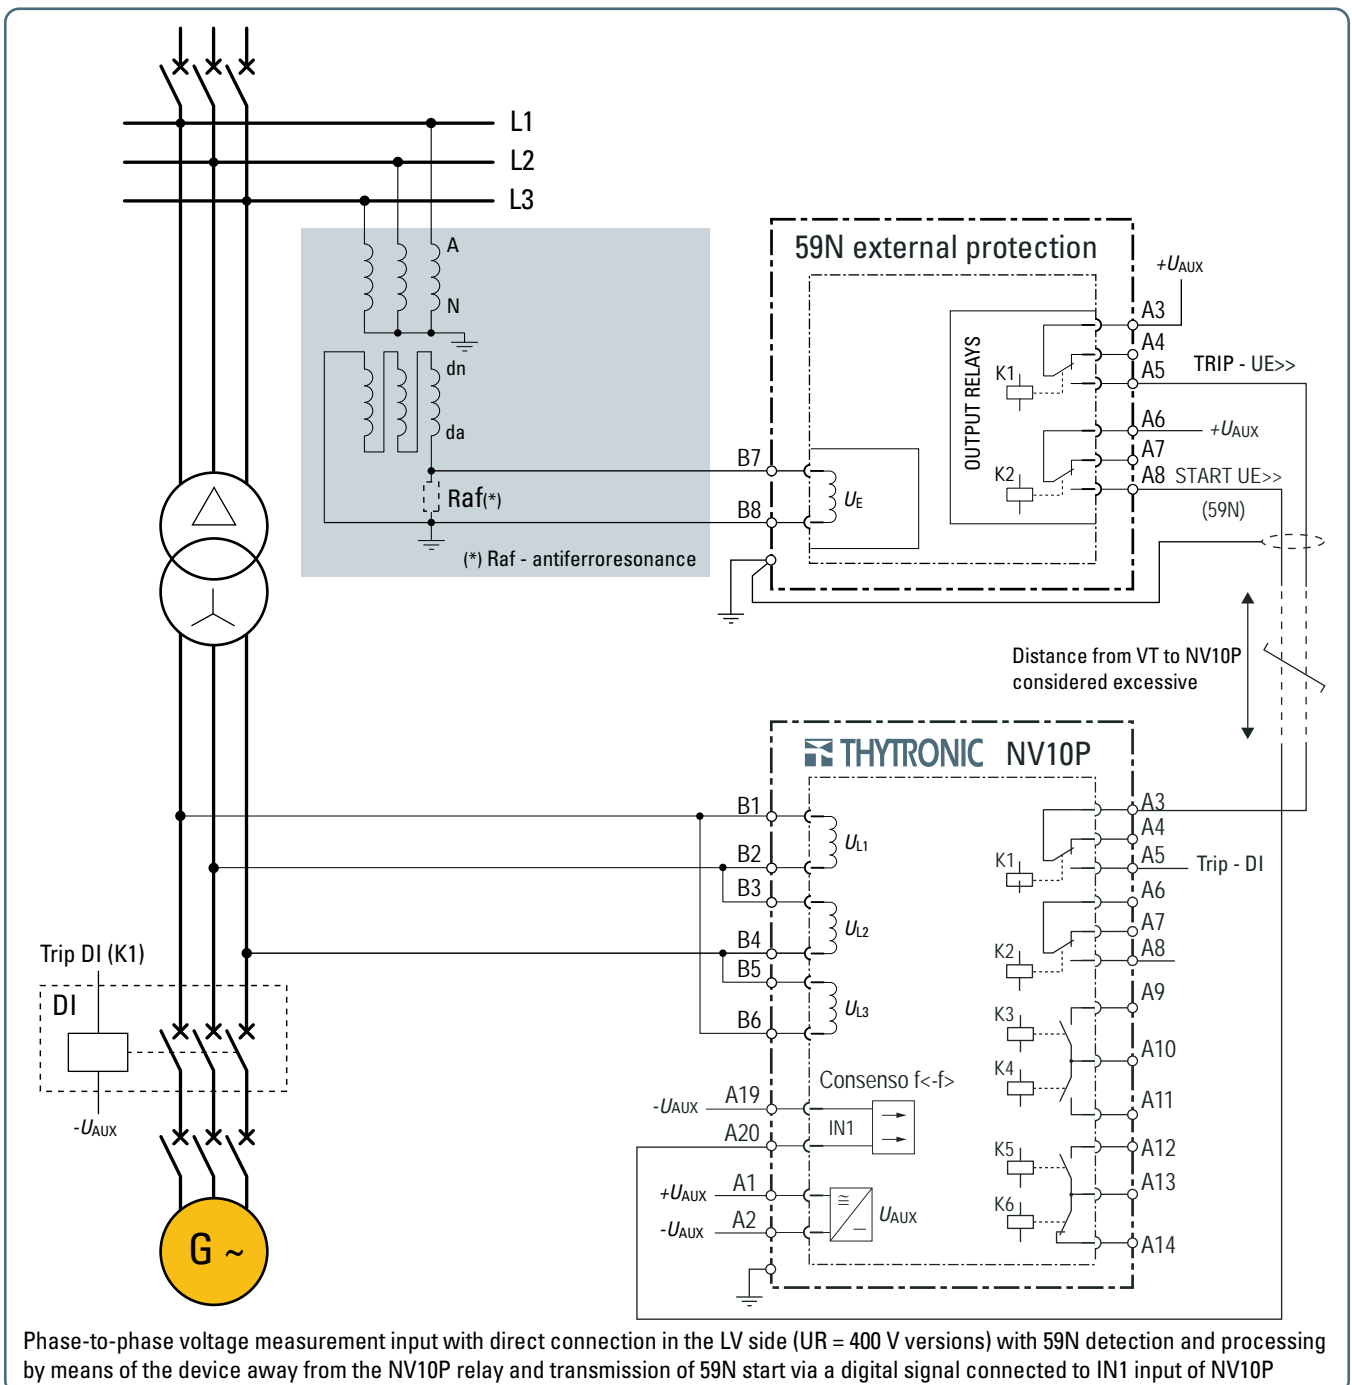 L1
L2
L3
A
N
dn
da
Raf(*)
(*) Raf - antiferroresonance
59N external protection
+UAUX
OUTPUT RELAYS
K1
K2
A3
A4
A5
TRIP - UE>>
A6
+UAUX
A7
A8 START UE>>
(59N)
B7
UE
B8
Distance from VT to NV10P
considered excessive
THYTRONIC NV10P
B1
UL1
B2
B3
UL2
B4
B5
UL3
B6
K1
A3
A4
A5
Trip - DI
A6
K2
A7
A8
K3
A9
K4
A10
A11
K5
A12
A13
K6
A14
Trip DI (K1)
DI
-UAUX
Consenso f<-f>
-UAUX
A19
IN1
A20
+UAUX
A1
UAUX
-UAUX
A2
≅
G ~
Phase-to-phase voltage measurement input with direct connection in the LV side (UR = 400 V versions) with 59N detection and processing
by means of the device away from the NV10P relay and transmission of 59N start via a digital signal connected to IN1 input of NV10P